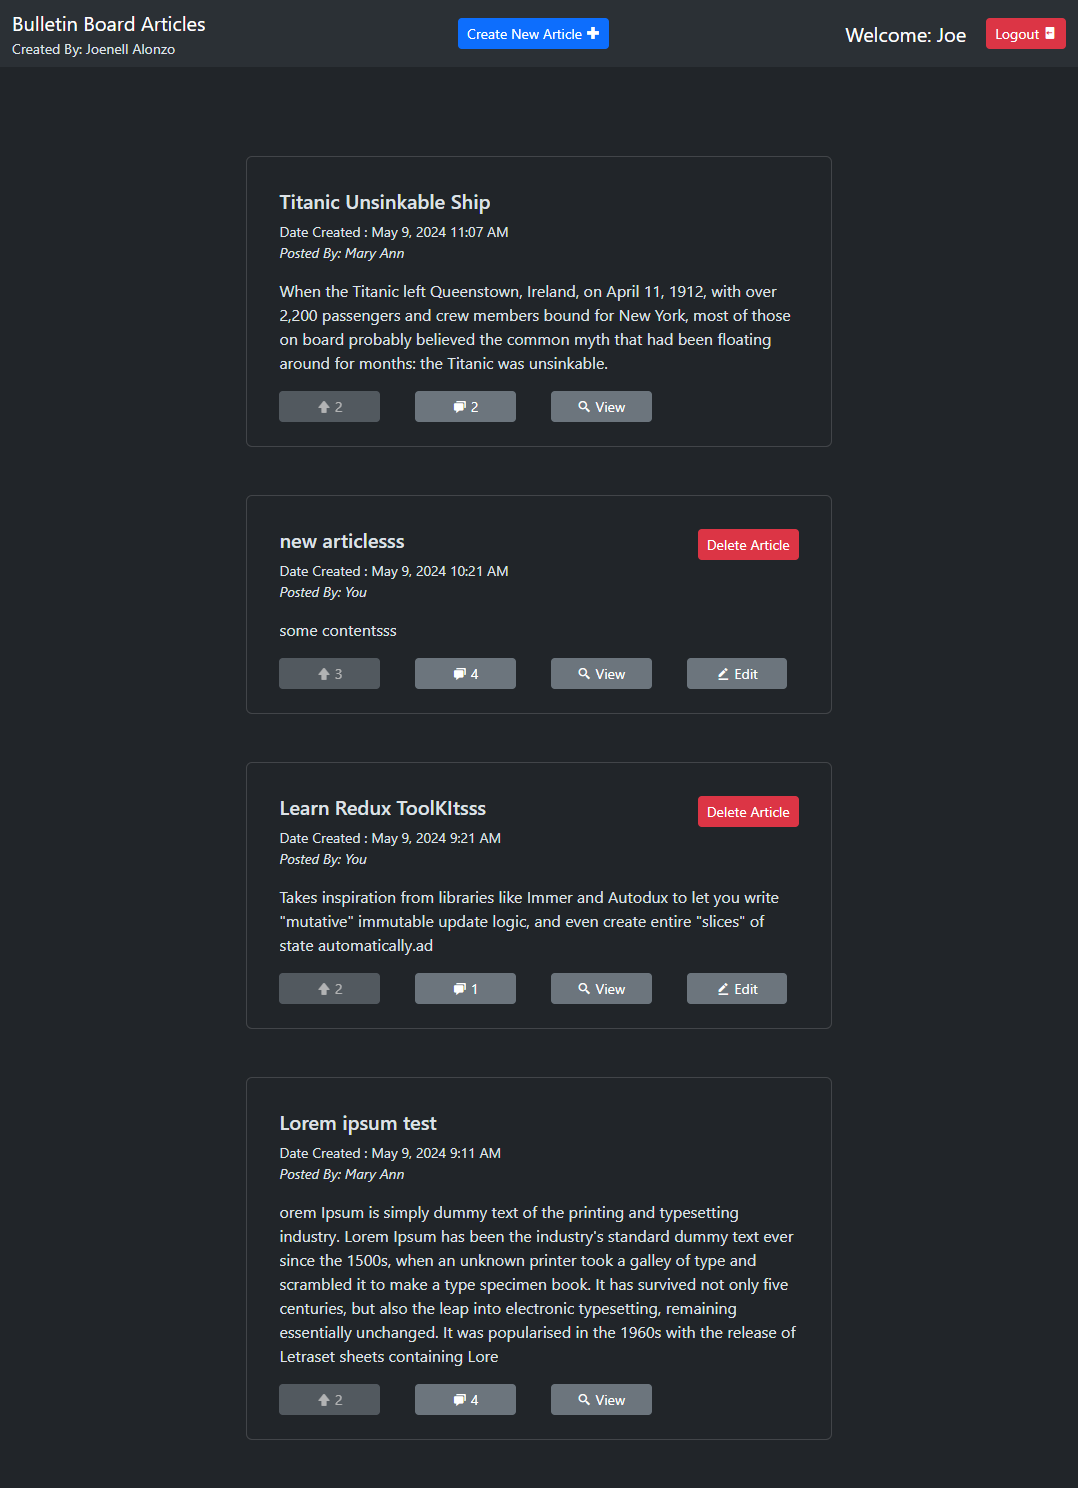 Bulletin Board Articles
Created By: Joenell Alonzo
Create New Article
Welcome: Joe
Logout
Titanic Unsinkable Ship
Date Created : May 9, 2024 11:07 AM
Posted By: Mary Ann
When the Titanic left Queenstown, Ireland, on April 11, 1912, with over
2,200 passengers and crew members bound for New York, most of those
on board probably believed the common myth that had been floating
around for months: the Titanic was unsinkable.
2
2
View
new articlesss
Delete Article
Date Created : May 9, 2024 10:21 AM
Posted By: You
some contentsss
3
4
View
Edit
Learn Redux ToolKItsss
Delete Article
Date Created : May 9, 2024 9:21 AM
Posted By: You
Takes inspiration from libraries like Immer and Autodux to let you write
"mutative" immutable update logic, and even create entire "slices" of
state automatically.ad
2
1
View
Edit
Lorem ipsum test
Date Created : May 9, 2024 9:11 AM
Posted By: Mary Ann
orem Ipsum is simply dummy text of the printing and typesetting
industry. Lorem Ipsum has been the industry's standard dummy text ever
since the 1500s, when an unknown printer took a galley of type and
scrambled it to make a type specimen book. It has survived not only five
centuries, but also the leap into electronic typesetting, remaining
essentially unchanged. It was popularised in the 1960s with the release of
Letraset sheets containing Lore
2
4
View